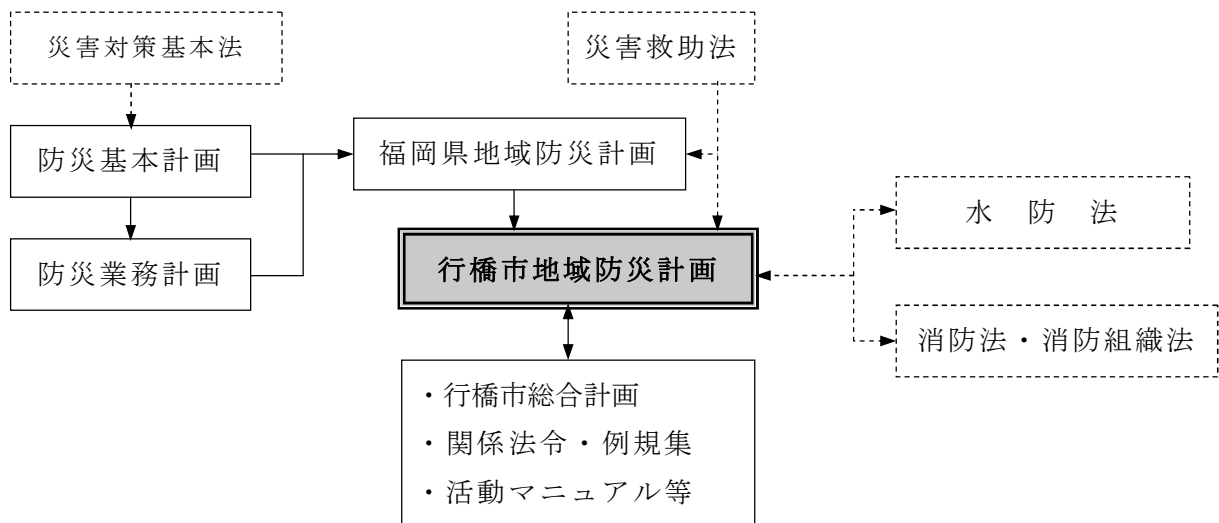 災害対策基本法
災害救助法
防災基本計画
福岡県地域防災計画
水防法
防災業務計画
行橋市地域防災計画
消防法・消防組織法
・行橋市総合計画
・関係法令・例規集
・活動マニュアル等